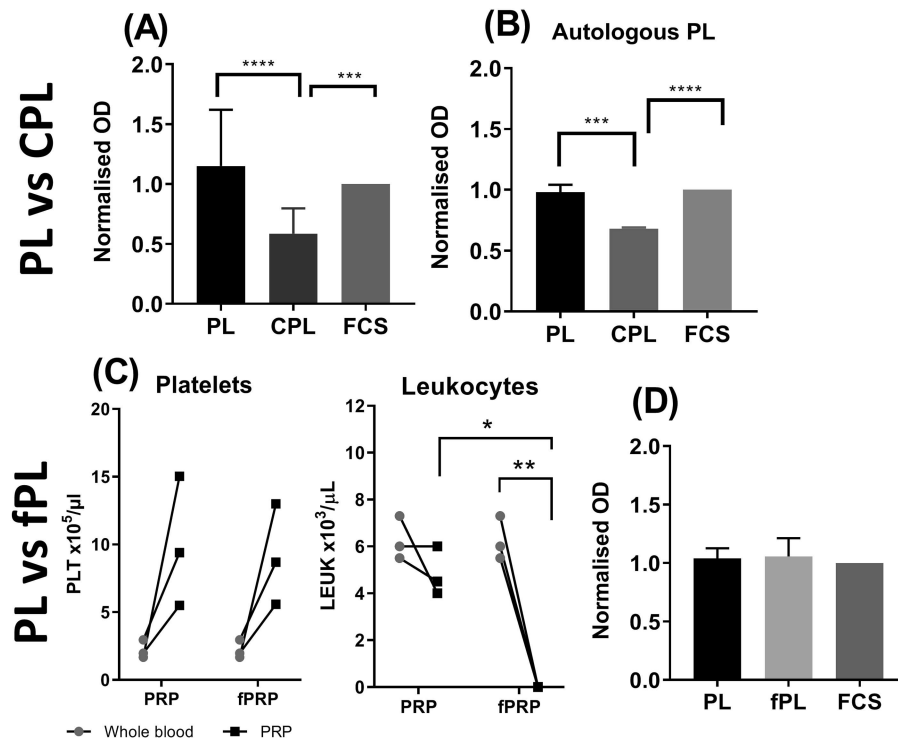 PL vs CPL
(A)
2.0
1.5
1.0
0.5
0.0
Normalised OD
****
***
PL CPL FCS
(B)
Autologous PL
2.0
1.5
1.0
0.5
0.0
Normalised OD
***
****
PL CPL FCS
PL vs fPL
(C)
Platelets
20
15
10
5
0
PLT x10⁵/µl
PRP fPRP
Leukocytes
12
10
8
6
4
2
0
LEUK x10³/µL
*
**
PRP fPRP
Whole blood PRP
(D)
2.0
1.5
1.0
0.5
0.0
Normalised OD
PL fPL FCS